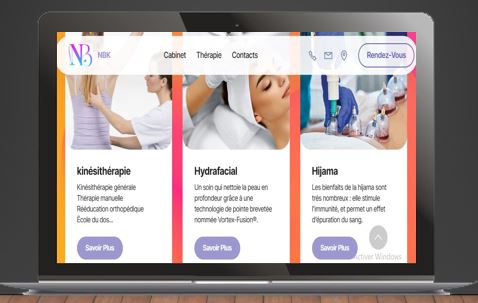 NB NBK Cabinet Thérapie Contacts Rendez-Vous
kinésithérapie
Kinésithérapie générale
Thérapie manuelle
Rééducation orthopédique
École du dos...
Savoir Plus
Hydrafacial
Un soin qui nettoie la peau en
profondeur grâce à une
technologie de pointe brevetée
nommée Vortex-Fusion®.
Savoir Plus
Hijama
Les bienfaits de la hijama sont
trés nombreux : elle stimule
l'immunité, et permet un effet
d'épuration du sang.
Savoir Plus
Activer Windows